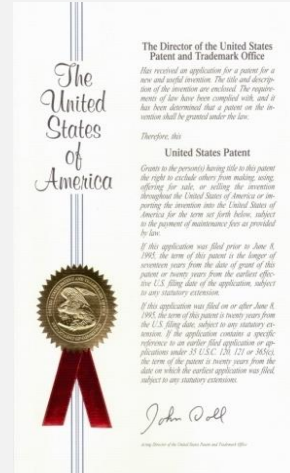 The
United
States
of
America
The Director of the United States
Patent and Trademark Office
Has received an application for a patent for a
new and useful invention. The title and descrip-
tion of the invention are enclosed. The require-
ments of law have been complied with, and it
has been determined that a patent on the in-
vention shall be granted under the law.
Therefore, this
United States Patent
Grants to the person(s) having title to this patent
the right to exclude others from making, using,
offering for sale, or selling the invention
throughout the United States of America or im-
porting the invention into the United States of
America for the term set forth below, subject
to the payment of maintenance fees as provided
by law.
If this application was filed prior to June 8,
1995, the term of this patent is the longer of
seventeen years from the date of grant of this
patent or twenty years from the earliest effec-
tive U.S. filing date of the application, subject
to any statutory extension.
If this application was filed on or after June 8,
1995, the term of this patent is twenty years from
the U.S. filing date, subject to any statutory ex-
tension. If the application contains a specific
reference to an earlier filed application or ap-
plications under 35 U.S.C. 120, 121 or 365(c),
the term of the patent is twenty years from the
date on which the earliest application was filed,
subject to any statutory extensions.
John Doll
Acting Director of the United States Patent and Trademark Office